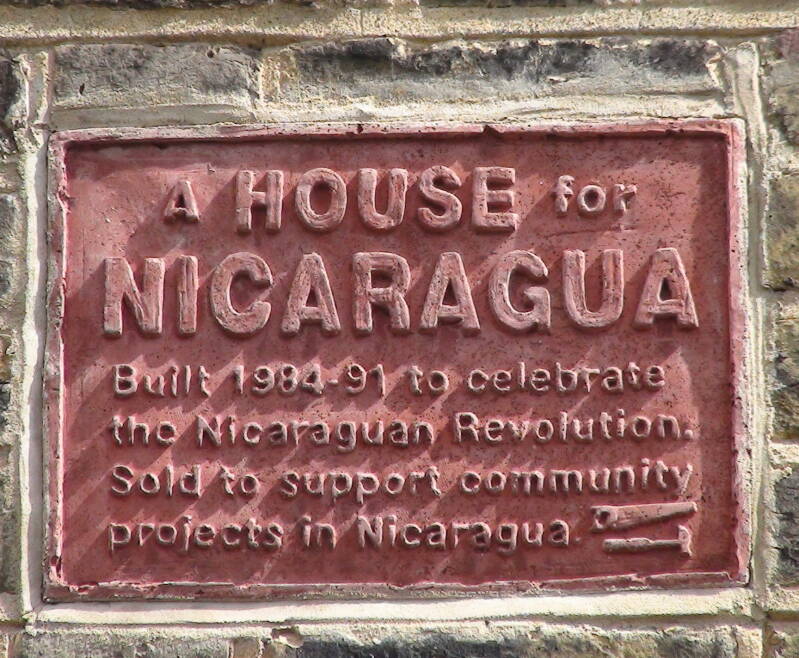 A HOUSE for
NICARAGUA
Built 1984-91 to celebrate
the Nicaraguan Revolution.
Sold to support community
projects in Nicaragua.